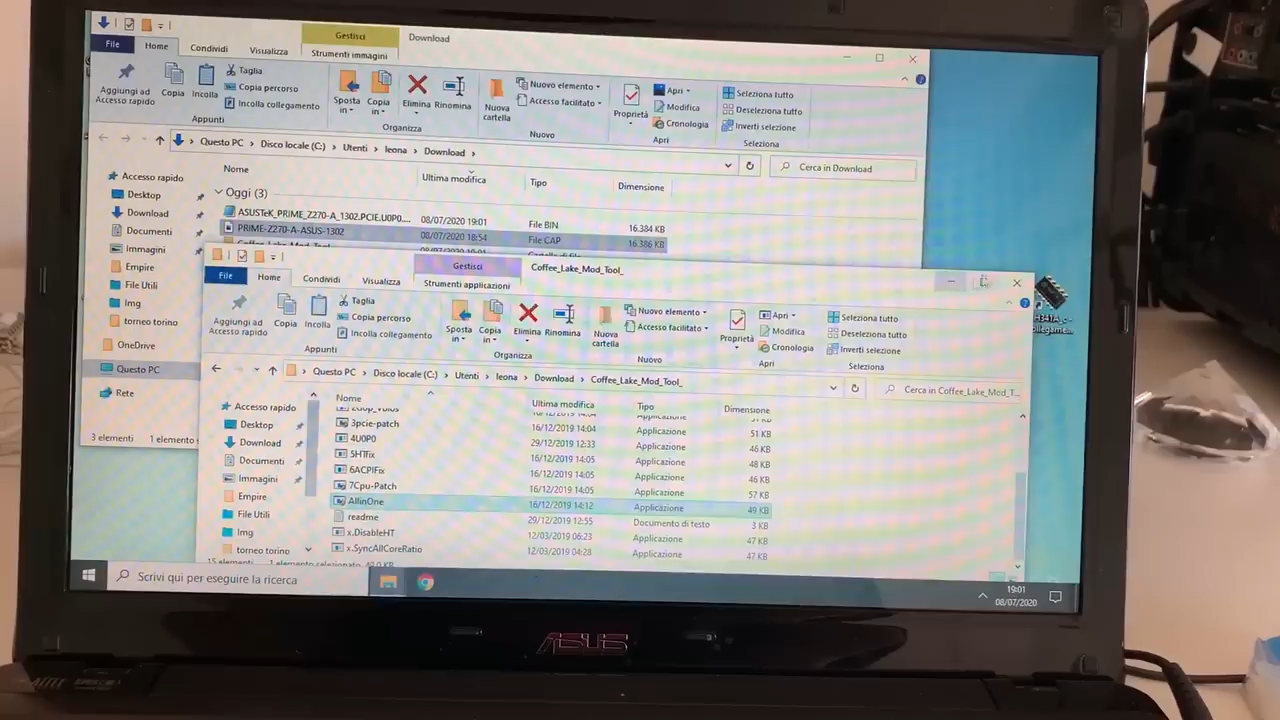 Gestisci
Download
File
Home
Condividi
Visualizza
Strumenti immagini
Aggiungi ad
Accesso rapido
Copia
Incolla
Taglia
Copia percorso
Incolla collegamento
Appunti
Sposta
in
Copia
in
Elimina
Rinomina
Organizza
Nuova
cartella
Nuovo elemento
Accesso facilitato
Nuovo
Proprietà
Apri
Modifica
Cronologia
Apri
Seleziona tutto
Deseleziona tutto
Inverti selezione
Seleziona
Questo PC > Disco locale (C:) > Utenti > leona > Download >
Cerca in Download
Accesso rapido
Desktop
Download
Documenti
Immagini
Empire
File Utili
Img
torneo torino
OneDrive
Questo PC
Rete
3 elementi 1 elemento
Nome Ultima modifica Tipo Dimensione
Oggi (3)
ASUSTeK_PRIME_Z270-A_1302.PCIE.U0P0.... 08/07/2020 19:01 File BIN 16.384 KB
PRIME-Z270-A-ASUS-1302 08/07/2020 18:54 File CAP 16.386 KB
Gestisci
Coffee_Lake_Mod_Tool_
File
Home
Condividi
Visualizza
Strumenti applicazioni
Aggiungi ad
Accesso rapido
Copia
Incolla
Taglia
Copia percorso
Incolla collegamento
Appunti
Sposta
in
Copia
in
Elimina
Rinomina
Organizza
Nuova
cartella
Nuovo elemento
Accesso facilitato
Nuovo
Proprietà
Apri
Modifica
Cronologia
Apri
Seleziona tutto
Deseleziona tutto
Inverti selezione
Seleziona
Questo PC > Disco locale (C:) > Utenti > leona > Download > Coffee_Lake_Mod_Tool_
Cerca in Coffee_Lake_Mod_T...
Accesso rapido
Desktop
Download
Documenti
Immagini
Empire
File Utili
Img
torneo torino
Nome Ultima modifica Tipo Dimensione
3pcie-patch 16/12/2019 14:04 Applicazione 51 KB
4U0P0 29/12/2019 12:33 Applicazione 46 KB
5HTFix 16/12/2019 14:05 Applicazione 48 KB
6ACPIFix 16/12/2019 14:05 Applicazione 46 KB
7Cpu-Patch 16/12/2019 14:05 Applicazione 57 KB
AllinOne 16/12/2019 14:12 Applicazione 49 KB
readme 29/12/2019 12:55 Documento di testo 3 KB
x.DisableHT 12/03/2019 06:23 Applicazione 47 KB
x.SyncAllCoreRatio 12/03/2019 04:28 Applicazione 47 KB
15 elementi 1 elemento selezionato 49,0 KB
Scrivi qui per eseguire la ricerca
19:01
08/07/2020
ASUS